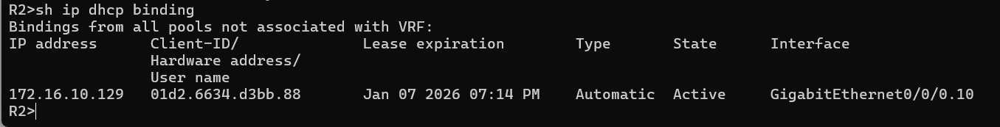 R2>sh ip dhcp binding
Bindings from all pools not associated with VRF:
IP address      Client-ID/              Lease expiration        Type       State      Interface
                Hardware address/
                User name
172.16.10.129   01d2.6634.d3bb.88       Jan 07 2026 07:14 PM    Automatic  Active     GigabitEthernet0/0/0.10
R2>